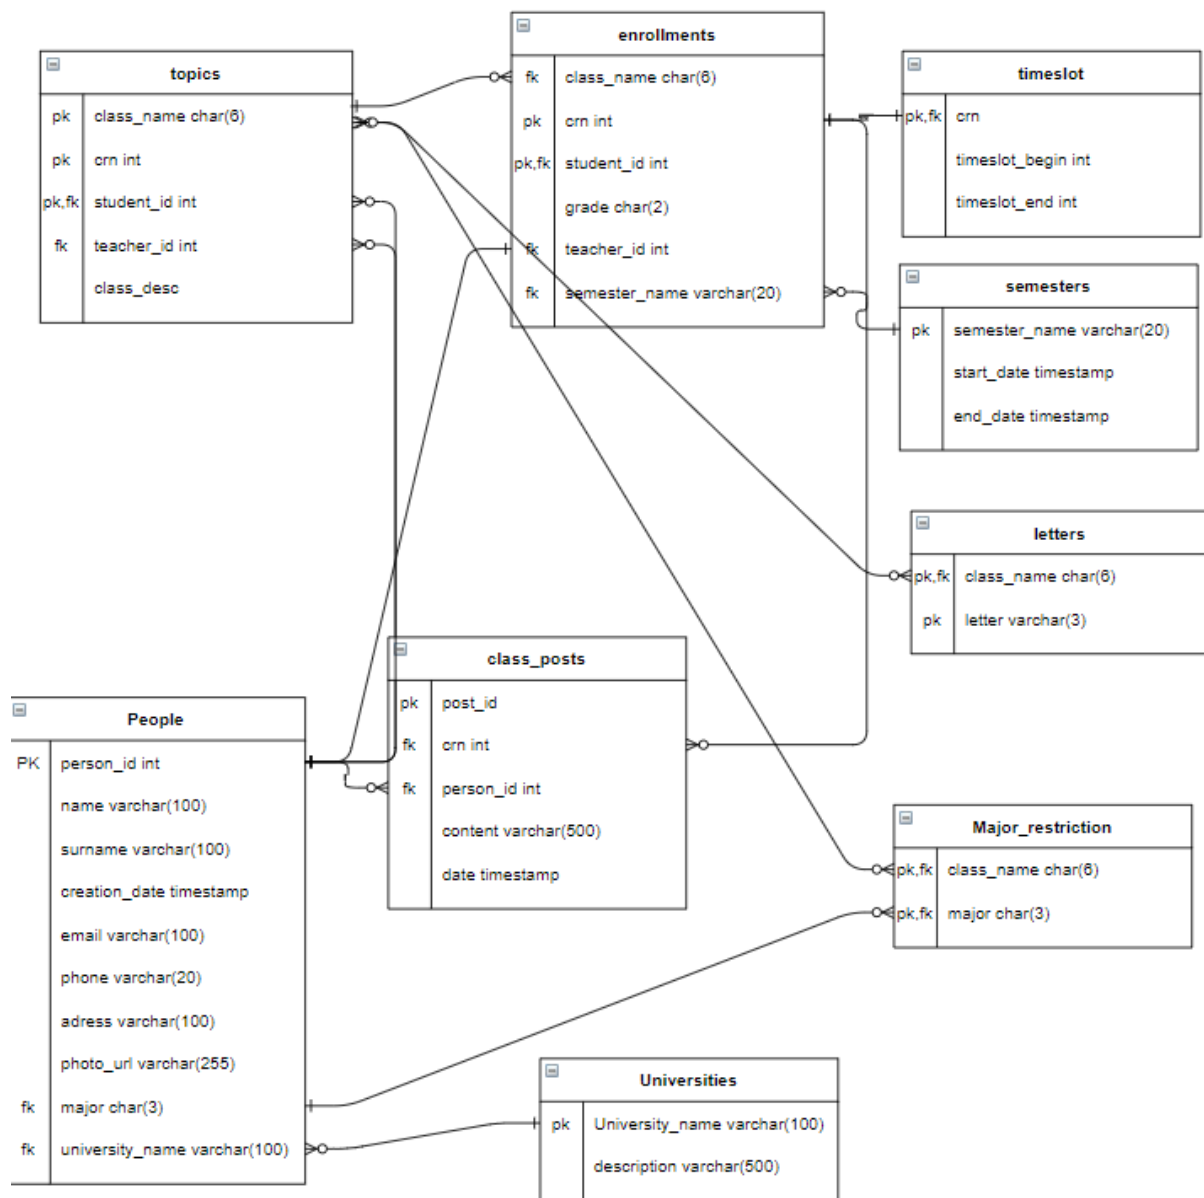 topics
pk class_name char(6)
pk crn int
pk,fk student_id int
fk teacher_id int
class_desc
enrollments
fk class_name char(6)
pk crn int
pk,fk student_id int
grade char(2)
fk teacher_id int
fk semester_name varchar(20)
timeslot
pk,fk crn
timeslot_begin int
timeslot_end int
semesters
pk semester_name varchar(20)
start_date timestamp
end_date timestamp
letters
pk,fk class_name char(6)
pk letter varchar(3)
class_posts
pk post_id
fk crn int
fk person_id int
content varchar(500)
date timestamp
People
PK person_id int
name varchar(100)
surname varchar(100)
creation_date timestamp
email varchar(100)
phone varchar(20)
adress varchar(100)
photo_url varchar(255)
fk major char(3)
fk university_name varchar(100)
Major_restriction
pk,fk class_name char(6)
pk,fk major char(3)
Universities
pk University_name varchar(100)
description varchar(500)